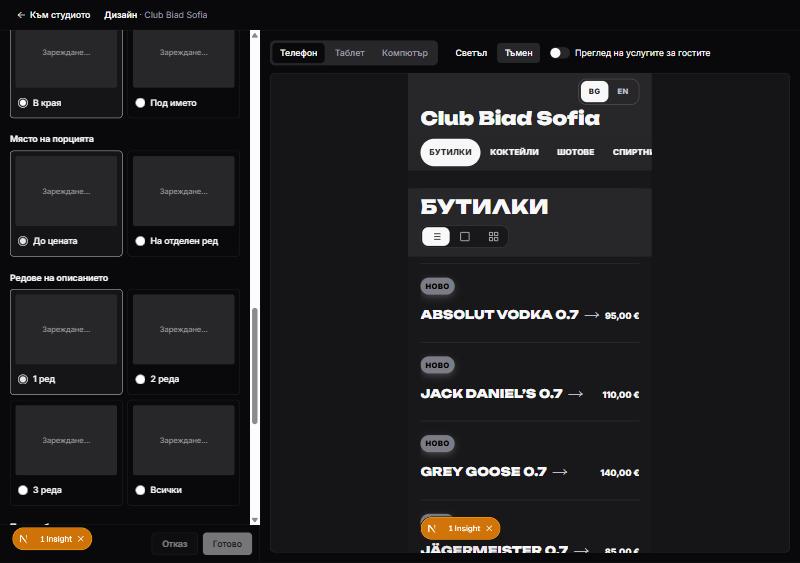 ← Към студиото
Дизайн · Club Biad Sofia
Зареждане...
Зареждане...
В края
Под името
Място на порцията
Зареждане...
Зареждане...
До цената
На отделен ред
Редове на описанието
Зареждане...
Зареждане...
1 ред
2 реда
Зареждане...
Зареждане...
3 реда
Всички
N 1 Insight ×
Отказ
Готово
Телефон
Таблет
Компютър
Светъл
Тъмен
Преглед на услугите за гостите
BG
EN
Club Biad Sofia
БУТИЛКИ
КОКТЕЙЛИ
ШОТОВЕ
СПИРТН
БУТИЛКИ
НОВО
ABSOLUT VODKA 0.7 → 95,00 €
НОВО
JACK DANIEL'S 0.7 → 110,00 €
НОВО
GREY GOOSE 0.7 → 140,00 €
N 1 Insight ×
JÄGERMEISTER 0.7 → 85,00 €